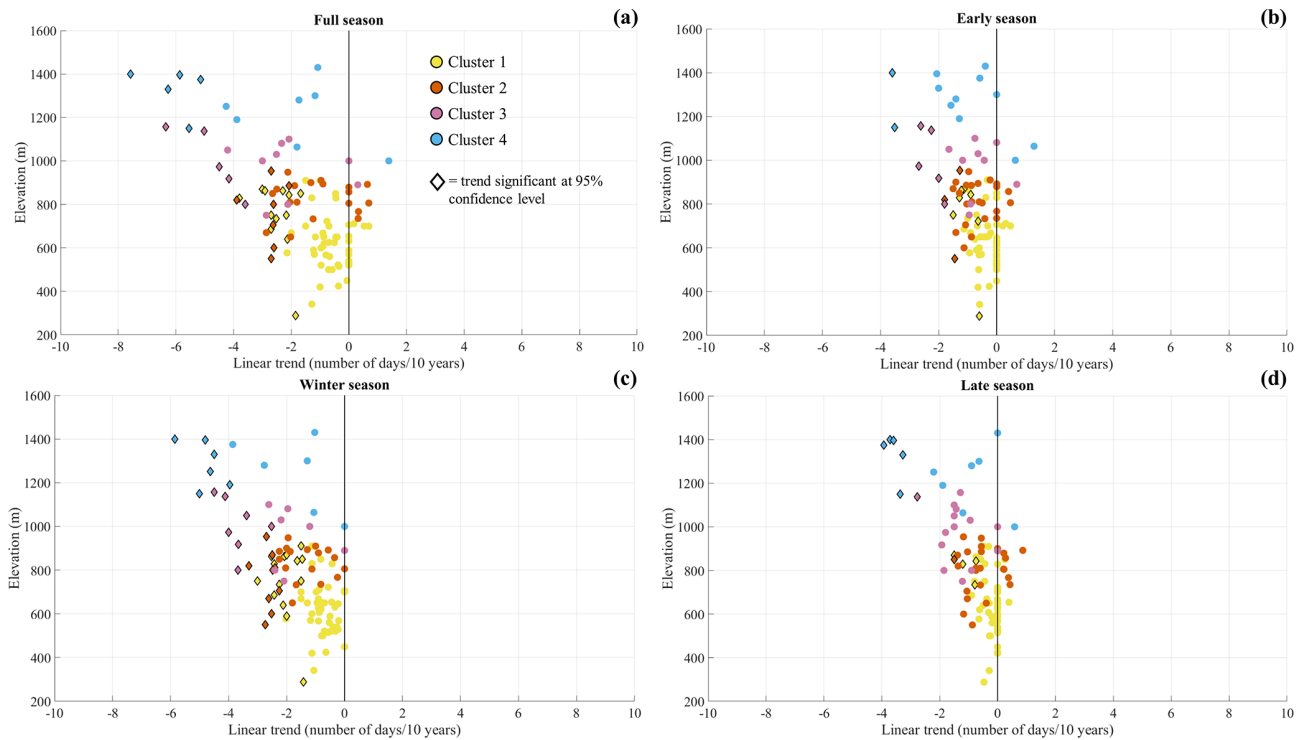 Full season
(a)
1600
1400
1200
1000
800
600
400
200
Elevation (m)
Cluster 1
Cluster 2
Cluster 3
Cluster 4
= trend significant at 95%
confidence level
-10 -8 -6 -4 -2 0 2 4 6 8 10
Linear trend (number of days/10 years)
Early season
(b)
1600
1400
1200
1000
800
600
400
200
Elevation (m)
-10 -8 -6 -4 -2 0 2 4 6 8 10
Linear trend (number of days/10 years)
Winter season
(c)
1600
1400
1200
1000
800
600
400
200
Elevation (m)
-10 -8 -6 -4 -2 0 2 4 6 8 10
Linear trend (number of days/10 years)
Late season
(d)
1600
1400
1200
1000
800
600
400
200
Elevation (m)
-10 -8 -6 -4 -2 0 2 4 6 8 10
Linear trend (number of days/10 years)